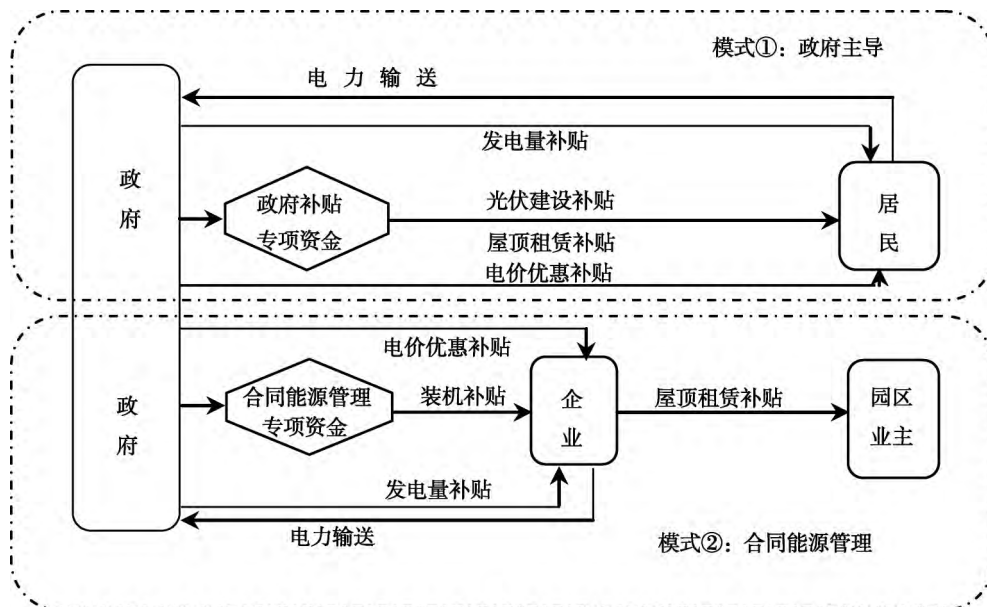 模式①：政府主导
电 力 输 送
发电量补贴
政
府
政府补贴
专项资金
光伏建设补贴
屋顶租赁补贴
电价优惠补贴
居
民
电价优惠补贴
政
府
合同能源管理
专项资金
装机补贴
企
业
屋顶租赁补贴
园区
业主
发电量补贴
电力输送
模式②：合同能源管理